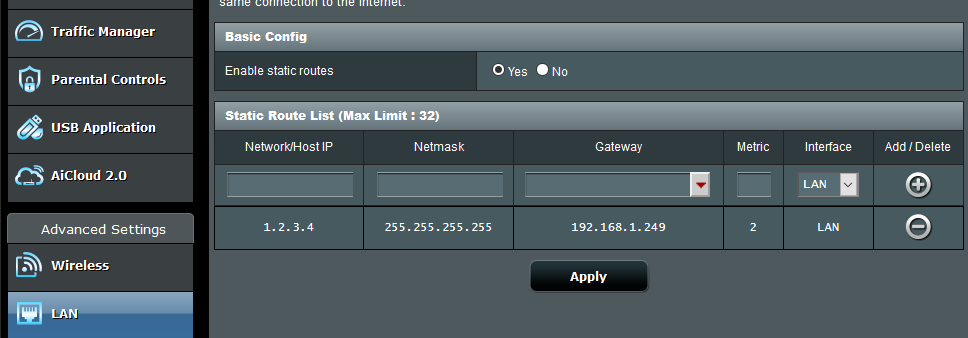 same connection to the Internet.
Traffic Manager
Parental Controls
USB Application
AiCloud 2.0
Advanced Settings
Wireless
LAN
Basic Config
Enable static routes Yes No
Static Route List (Max Limit : 32)
Network/Host IP Netmask Gateway Metric Interface Add / Delete
LAN
1.2.3.4 255.255.255.255 192.168.1.249 2 LAN
Apply